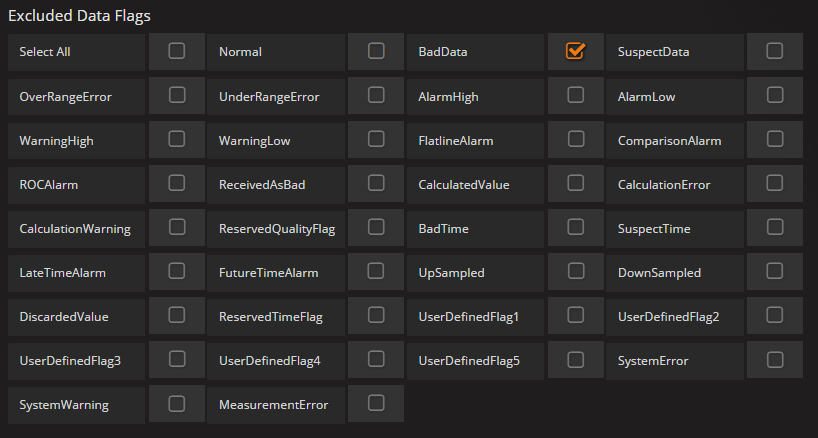 Excluded Data Flags
Select All Normal BadData SuspectData
OverRangeError UnderRangeError AlarmHigh AlarmLow
WarningHigh WarningLow FlatlineAlarm ComparisonAlarm
ROCAlarm ReceivedAsBad CalculatedValue CalculationError
CalculationWarning ReservedQualityFlag BadTime SuspectTime
LateTimeAlarm FutureTimeAlarm UpSampled DownSampled
DiscardedValue ReservedTimeFlag UserDefinedFlag1 UserDefinedFlag2
UserDefinedFlag3 UserDefinedFlag4 UserDefinedFlag5 SystemError
SystemWarning MeasurementError